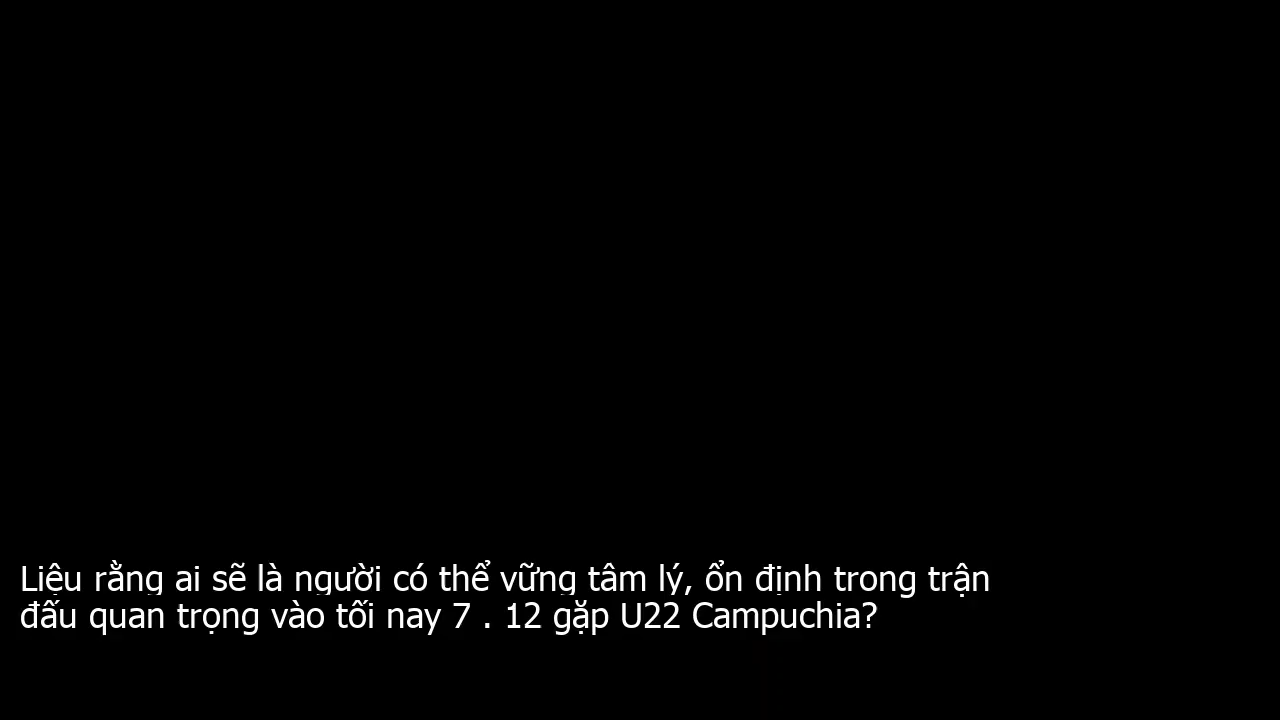 Liệu rằng ai sẽ là người có thể vững tâm lý, ổn định trong trận
đấu quan trọng vào tối nay 7 . 12 gặp U22 Campuchia?